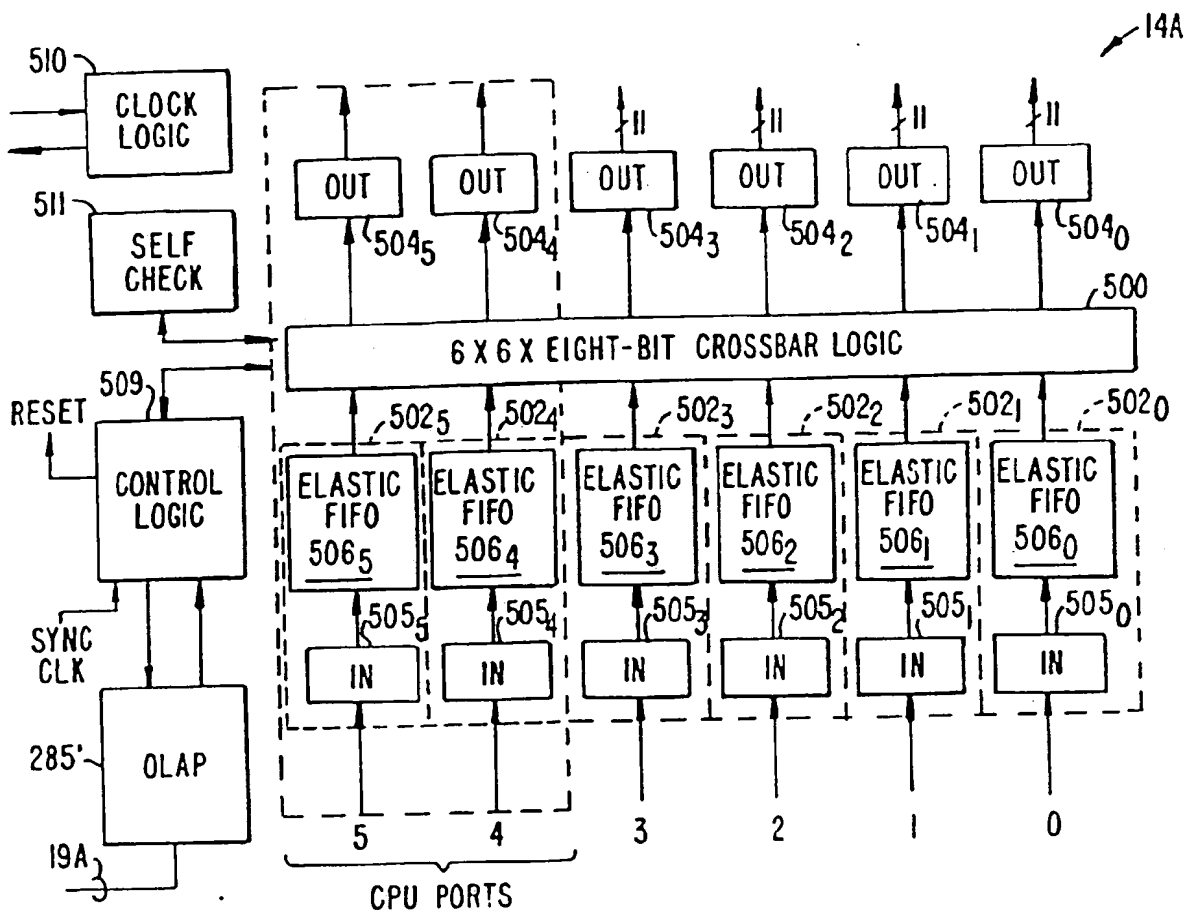 14A
510
CLOCK
LOGIC
11
11
11
11
OUT
OUT
OUT
OUT
OUT
OUT
504₅
504₄
504₃
504₂
504₁
504₀
511
SELF
CHECK
500
6 X 6 X EIGHT-BIT CROSSBAR LOGIC
509
RESET
CONTROL
LOGIC
502₅
502₄
502₃
502₂
502₁
502₀
ELASTIC
FIFO
506₅
ELASTIC
FIFO
506₄
ELASTIC
FIFO
506₃
ELASTIC
FIFO
506₂
ELASTIC
FIFO
506₁
ELASTIC
FIFO
506₀
505₅
505₄
505₃
505₂
505₁
505₀
IN
IN
IN
IN
IN
IN
SYNC
CLK
285'
OLAP
19A
5
4
3
2
1
0
CPU PORTS